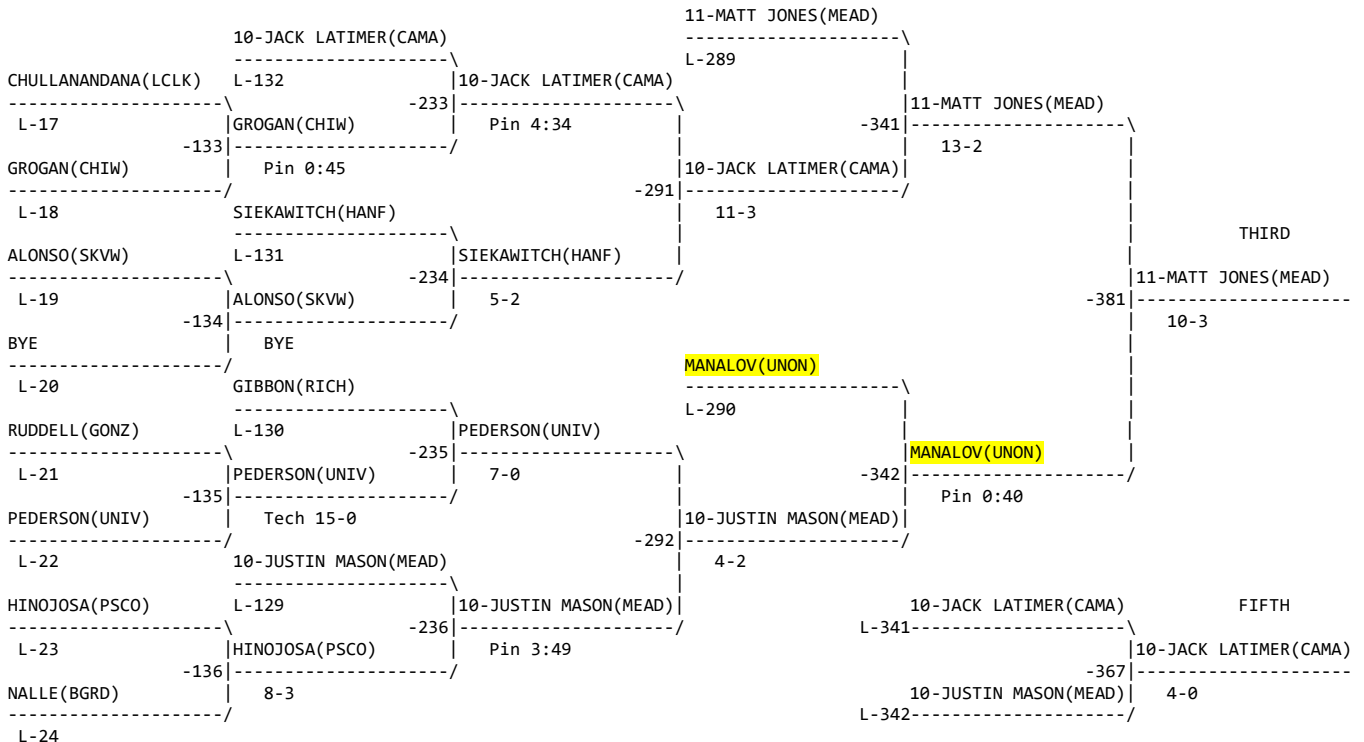 11-MATT JONES(MEAD)
10-JACK LATIMER(CAMA) ---------------------\
---------------------\ L-289 |
CHULLANANDANA(LCLK) L-132 |10-JACK LATIMER(CAMA) |
---------------------\ -233|---------------------\ |11-MATT JONES(MEAD)
L-17 |GROGAN(CHIW) | Pin 4:34 | -341|---------------------\
-133|---------------------/ | | 13-2 |
GROGAN(CHIW) | Pin 0:45 |10-JACK LATIMER(CAMA)| |
---------------------/ -291|---------------------/ |
L-18 SIEKAWITCH(HANF) | 11-3 |
---------------------\ | | THIRD
ALONSO(SKVW) L-131 |SIEKAWITCH(HANF) | |
---------------------\ -234|---------------------/ |11-MATT JONES(MEAD)
L-19 |ALONSO(SKVW) | 5-2 -381|---------------------
-134|---------------------/ | 10-3
BYE | BYE |
---------------------/ MANALOV(UNON) |
L-20 GIBBON(RICH) ---------------------\ |
---------------------\ L-290 | |
RUDDELL(GONZ) L-130 |PEDERSON(UNIV) | |
---------------------\ -235|---------------------\ |MANALOV(UNON) |
L-21 |PEDERSON(UNIV) | 7-0 | -342|---------------------/
-135|---------------------/ | | Pin 0:40
PEDERSON(UNIV) | Tech 15-0 |10-JUSTIN MASON(MEAD)|
---------------------/ -292|---------------------/
L-22 10-JUSTIN MASON(MEAD) | 4-2
---------------------\ |
HINOJOSA(PSCO) L-129 |10-JUSTIN MASON(MEAD)| 10-JACK LATIMER(CAMA) FIFTH
---------------------\ -236|---------------------/ L-341---------------------\
L-23 |HINOJOSA(PSCO) | Pin 3:49 |10-JACK LATIMER(CAMA)
-136|---------------------/ -367|---------------------
NALLE(BGRD) | 8-3 10-JUSTIN MASON(MEAD)| 4-0
---------------------/ L-342---------------------/
L-24